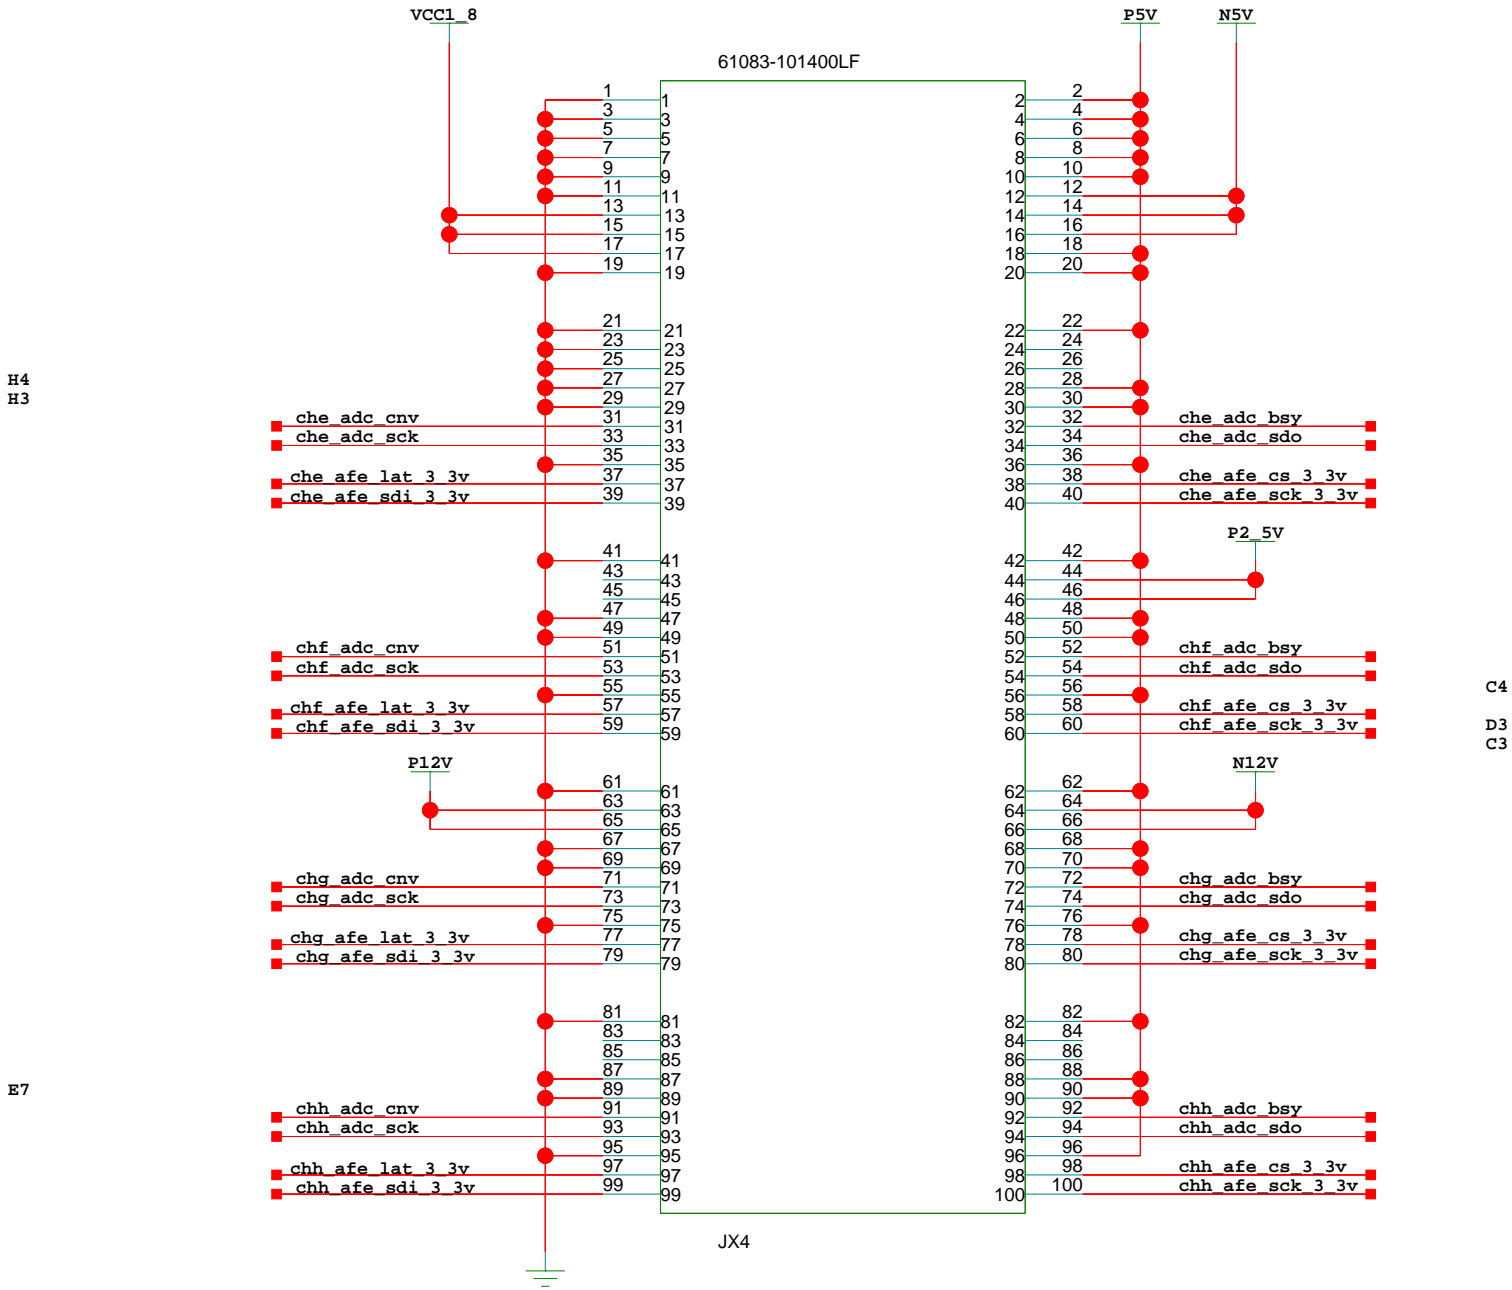 VCC1_8 P5V N5V
61083-101400LF
1 1 2 2
3 3 4 4
5 5 6 6
7 7 8 8
9 9 10 10
11 11 12 12
13 13 14 14
15 15 16 16
17 17 18 18
19 19 20 20
21 21 22 22
23 23 24 24
25 25 26 26
H4 27 27 28 28
H3 29 29 30 30
che_adc_cnv 31 31 32 32 che_adc_bsy
che_adc_sck 33 33 34 34 che_adc_sdo
35 35 36 36
che_afe_lat_3_3v 37 37 38 38 che_afe_cs_3_3v
che_afe_sdi_3_3v 39 39 40 40 che_afe_sck_3_3v
P2_5V
41 41 42 42
43 43 44 44
45 45 46 46
47 47 48 48
49 49 50 50
chf_adc_cnv 51 51 52 52 chf_adc_bsy
chf_adc_sck 53 53 54 54 chf_adc_sdo
55 55 56 56 C4
chf_afe_lat_3_3v 57 57 58 58 chf_afe_cs_3_3v
chf_afe_sdi_3_3v 59 59 60 60 chf_afe_sck_3_3v D3
C3
P12V N12V
61 61 62 62
63 63 64 64
65 65 66 66
67 67 68 68
69 69 70 70
chg_adc_cnv 71 71 72 72 chg_adc_bsy
chg_adc_sck 73 73 74 74 chg_adc_sdo
75 75 76 76
chg_afe_lat_3_3v 77 77 78 78 chg_afe_cs_3_3v
chg_afe_sdi_3_3v 79 79 80 80 chg_afe_sck_3_3v
81 81 82 82
83 83 84 84
85 85 86 86
87 87 88 88
E7 89 89 90 90
chh_adc_cnv 91 91 92 92 chh_adc_bsy
chh_adc_sck 93 93 94 94 chh_adc_sdo
95 95 96 96
chh_afe_lat_3_3v 97 97 98 98 chh_afe_cs_3_3v
chh_afe_sdi_3_3v 99 99 100 100 chh_afe_sck_3_3v
JX4